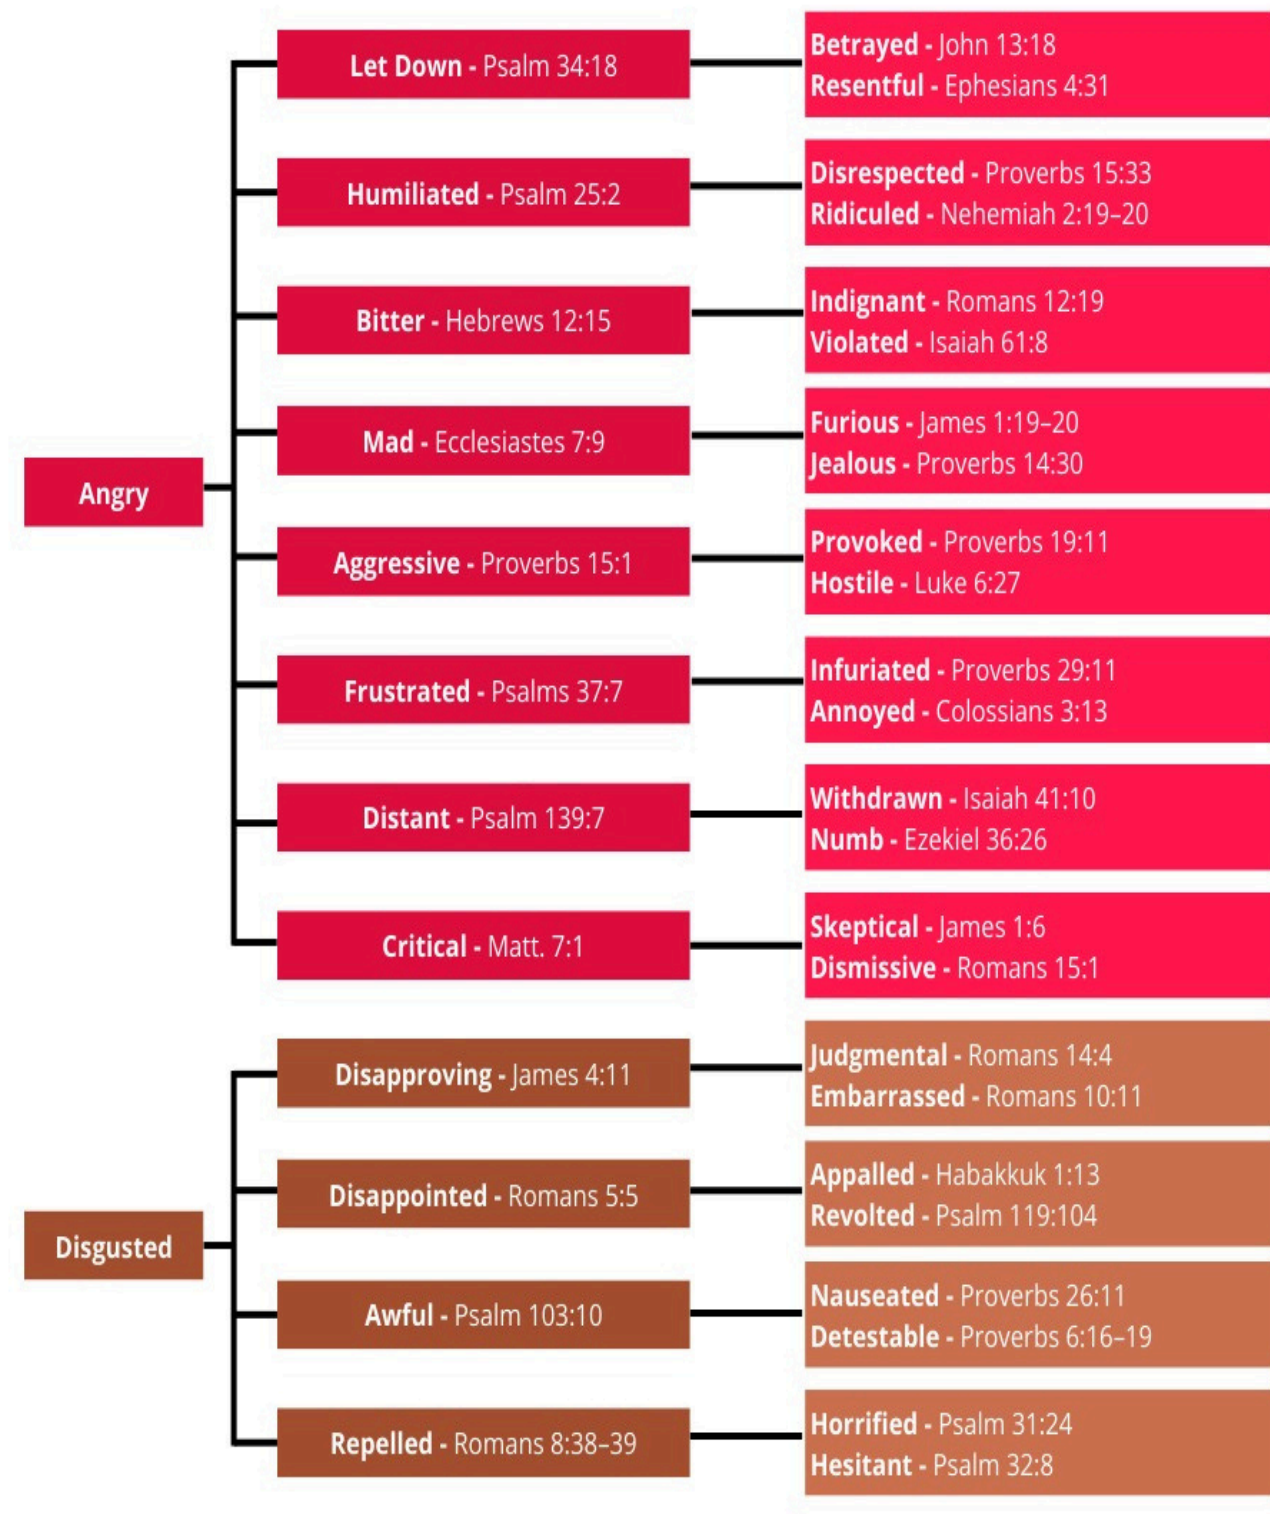 Angry
Let Down - Psalm 34:18
Betrayed - John 13:18
Resentful - Ephesians 4:31
Humiliated - Psalm 25:2
Disrespected - Proverbs 15:33
Ridiculed - Nehemiah 2:19–20
Bitter - Hebrews 12:15
Indignant - Romans 12:19
Violated - Isaiah 61:8
Mad - Ecclesiastes 7:9
Furious - James 1:19–20
Jealous - Proverbs 14:30
Aggressive - Proverbs 15:1
Provoked - Proverbs 19:11
Hostile - Luke 6:27
Frustrated - Psalms 37:7
Infuriated - Proverbs 29:11
Annoyed - Colossians 3:13
Distant - Psalm 139:7
Withdrawn - Isaiah 41:10
Numb - Ezekiel 36:26
Critical - Matt. 7:1
Skeptical - James 1:6
Dismissive - Romans 15:1
Disgusted
Disapproving - James 4:11
Judgmental - Romans 14:4
Embarrassed - Romans 10:11
Disappointed - Romans 5:5
Appalled - Habakkuk 1:13
Revolted - Psalm 119:104
Awful - Psalm 103:10
Nauseated - Proverbs 26:11
Detestable - Proverbs 6:16–19
Repelled - Romans 8:38–39
Horrified - Psalm 31:24
Hesitant - Psalm 32:8